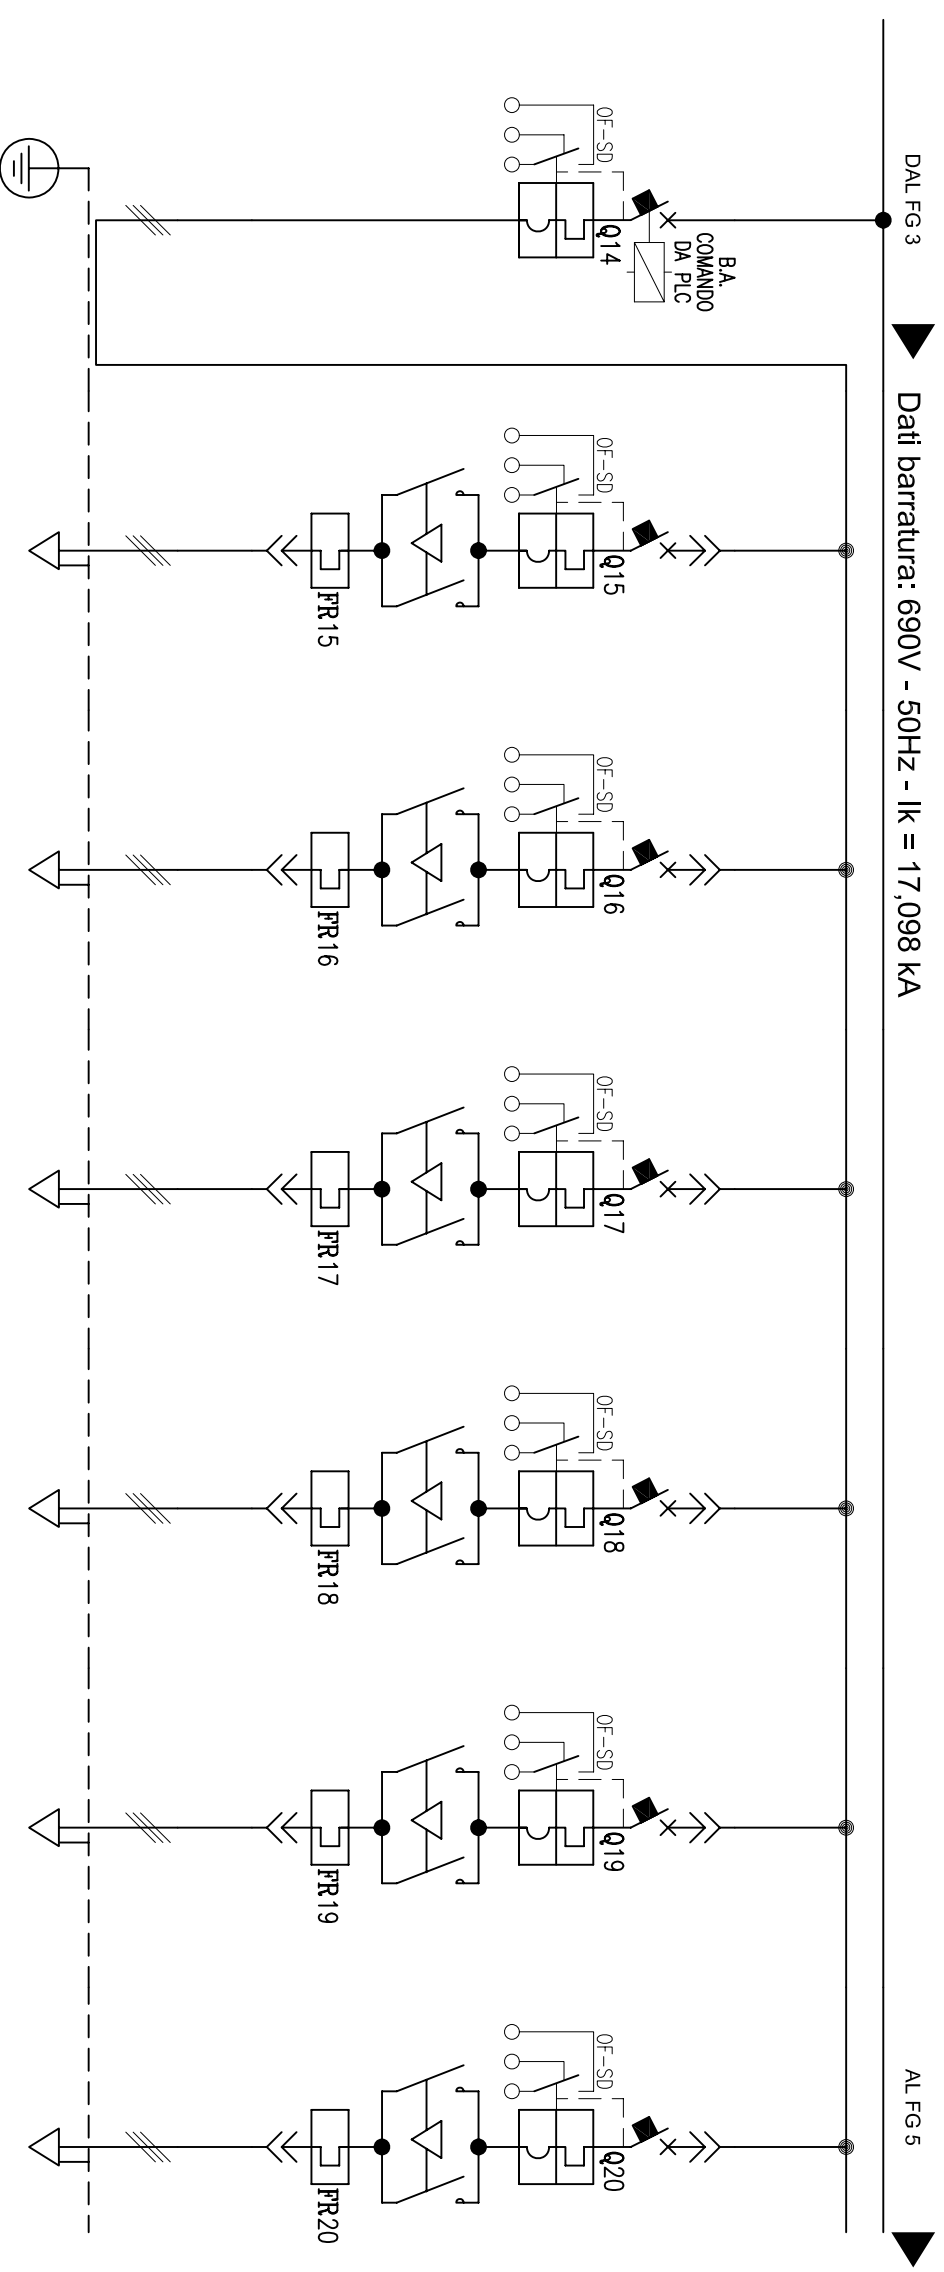 DAL FG 3
Dati barratura: 690V - 50Hz - Ik = 17,098 kA
AL FG 5
B.A.
COMANDO
DA PLC
OF-SD
Q14
OF-SD
Q15
FR15
OF-SD
Q16
FR16
OF-SD
Q17
FR17
OF-SD
Q18
FR18
OF-SD
Q19
FR19
OF-SD
Q20
FR20